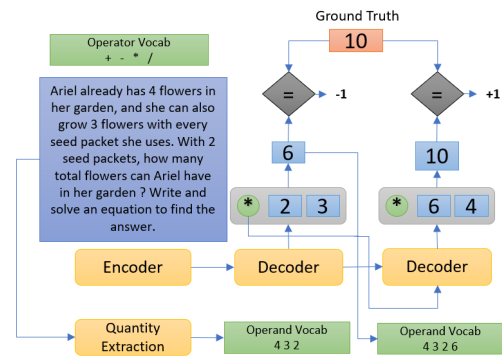 Ground Truth
10
Operator Vocab
+ - * /
= -1
= +1
Ariel already has 4 flowers in
her garden, and she can also
grow 3 flowers with every
seed packet she uses. With 2
seed packets, how many
total flowers can Ariel have
in her garden ? Write and
solve an equation to find the
answer.
6
10
* 2 3
* 6 4
Encoder
Decoder
Decoder
Quantity
Extraction
Operand Vocab
4 3 2
Operand Vocab
4 3 2 6